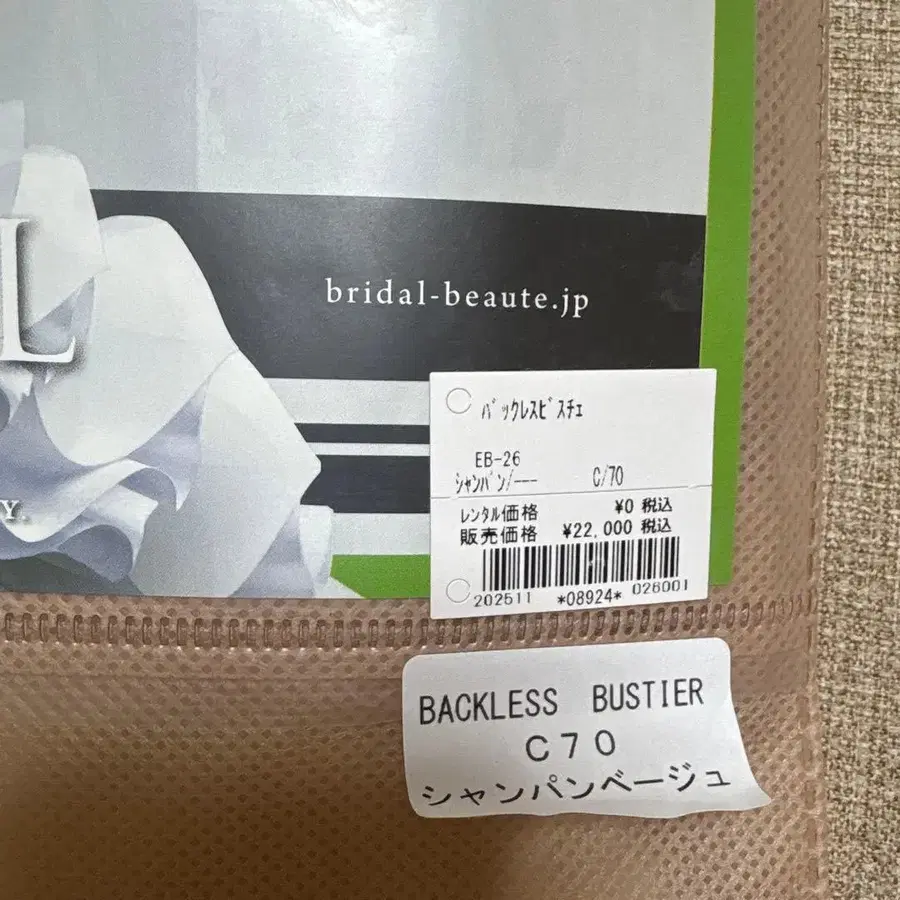 L
bridal-beaute.jp
Y.
ﾊﾞｯｸﾚｽﾋﾞｽﾁｪ
EB-26
ｼｬﾝﾊﾟﾝ/--- C/70
ﾚﾝﾀﾙ価格 ¥0 税込
販売価格 ¥22,000 税込
202511 *08924* 026001
BACKLESS BUSTIER
C70
シャンパンベージュ